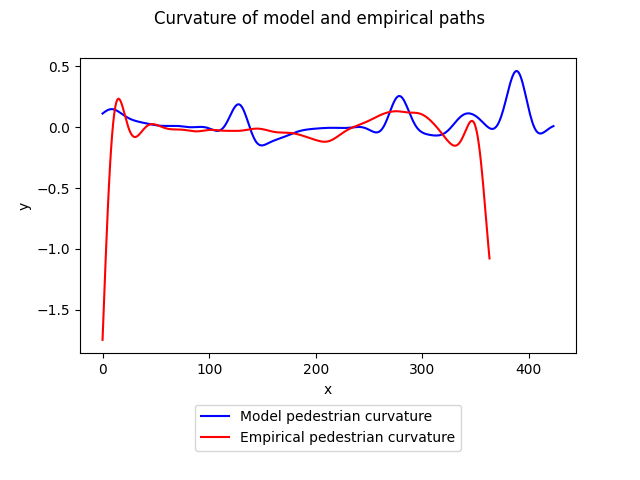 Curvature of model and empirical paths
0.5
0.0
−0.5
−1.0
−1.5
y
0 100 200 300 400
x
Model pedestrian curvature
Empirical pedestrian curvature